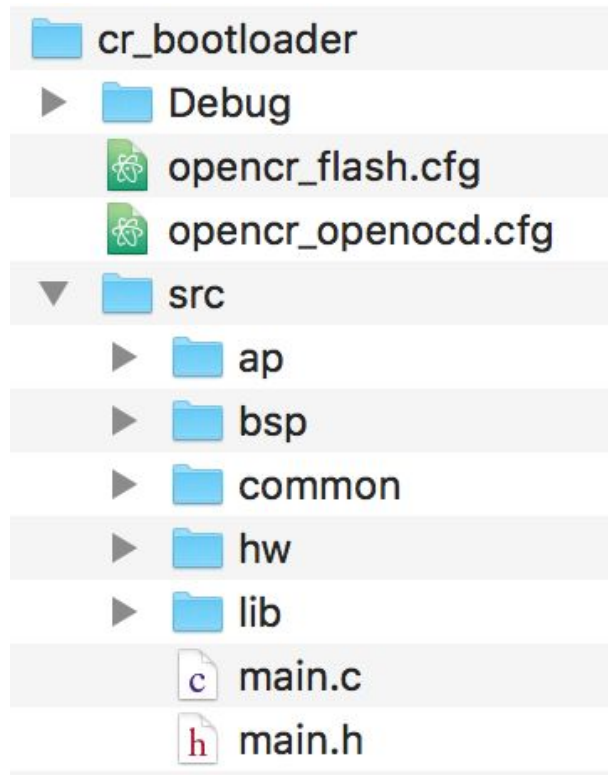 cr_bootloader
Debug
opencr_flash.cfg
opencr_openocd.cfg
src
ap
bsp
common
hw
lib
c main.c
h main.h